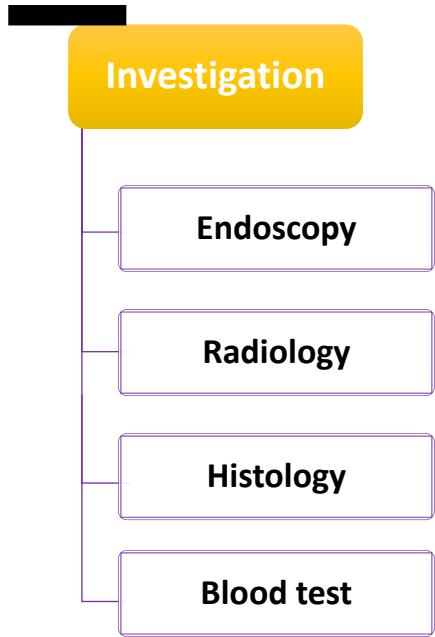 Investigation
Endoscopy
Radiology
Histology
Blood test